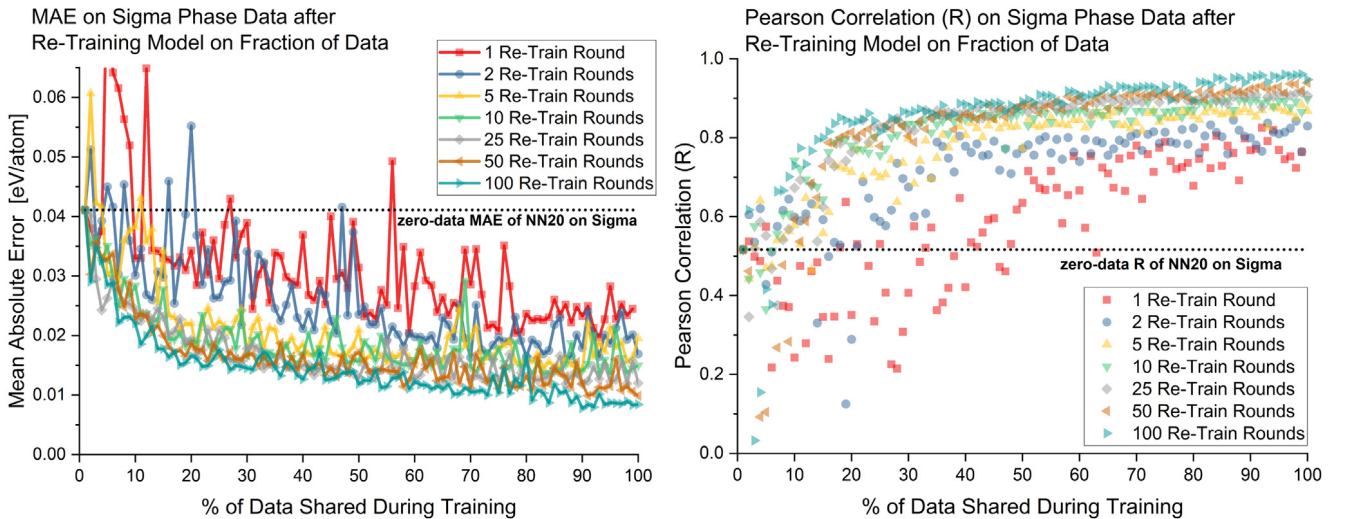 MAE on Sigma Phase Data after
Re-Training Model on Fraction of Data
1 Re-Train Round
2 Re-Train Rounds
5 Re-Train Rounds
10 Re-Train Rounds
25 Re-Train Rounds
50 Re-Train Rounds
100 Re-Train Rounds
zero-data MAE of NN20 on Sigma
Mean Absolute Error [eV/atom]
0.06
0.05
0.04
0.03
0.02
0.01
0.00
0 10 20 30 40 50 60 70 80 90 100
% of Data Shared During Training
Pearson Correlation (R) on Sigma Phase Data after
Re-Training Model on Fraction of Data
Pearson Correlation (R)
1.0
0.8
0.6
0.4
0.2
0.0
zero-data R of NN20 on Sigma
1 Re-Train Round
2 Re-Train Rounds
5 Re-Train Rounds
10 Re-Train Rounds
25 Re-Train Rounds
50 Re-Train Rounds
100 Re-Train Rounds
0 10 20 30 40 50 60 70 80 90 100
% of Data Shared During Training